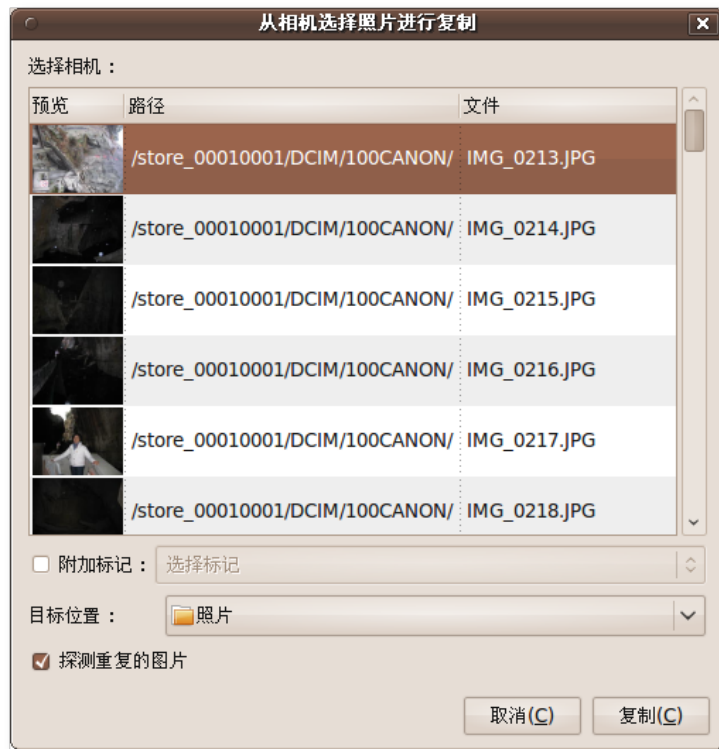 从相机选择照片进行复制
选择相机：
预览 路径 文件
/store_00010001/DCIM/100CANON/ IMG_0213.JPG
/store_00010001/DCIM/100CANON/ IMG_0214.JPG
/store_00010001/DCIM/100CANON/ IMG_0215.JPG
/store_00010001/DCIM/100CANON/ IMG_0216.JPG
/store_00010001/DCIM/100CANON/ IMG_0217.JPG
/store_00010001/DCIM/100CANON/ IMG_0218.JPG
附加标记： 选择标记
目标位置： 照片
探测重复的图片
取消(C) 复制(C)